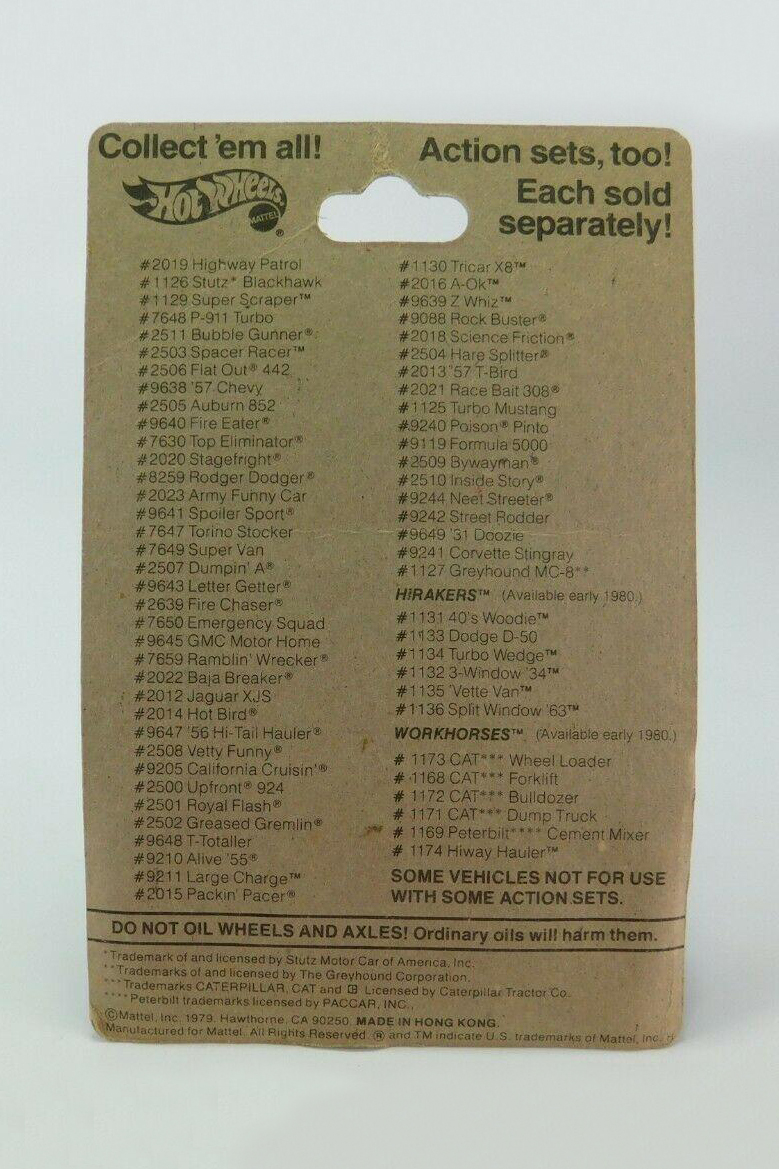 Collect 'em all!
HOT WHEELS
MATTEL
®
Action sets, too!
Each sold
separately!
#2019 Highway Patrol
#1126 Stutz* Blackhawk
#1129 Super Scraper™
#7648 P-911 Turbo
#2511 Bubble Gunner®
#2503 Spacer Racer™
#2506 Flat Out® 442
#9638 '57 Chevy
#2505 Auburn 852
#9640 Fire Eater®
#7630 Top Eliminator®
#2020 Stagefright®
#8259 Rodger Dodger®
#2023 Army Funny Car
#9641 Spoiler Sport®
#7647 Torino Stocker
#7649 Super Van
#2507 Dumpin' A®
#9643 Letter Getter®
#2639 Fire Chaser®
#7650 Emergency Squad
#9645 GMC Motor Home
#7659 Ramblin' Wrecker®
#2022 Baja Breaker®
#2012 Jaguar XJS
#2014 Hot Bird®
#9647 '56 Hi-Tail Hauler®
#2508 Vetty Funny®
#9205 California Cruisin'®
#2500 Upfront® 924
#2501 Royal Flash®
#2502 Greased Gremlin®
#9648 T-Totaller
#9210 Alive '55®
#9211 Large Charge™
#2015 Packin' Pacer®
#1130 Tricar X8™
#2016 A-Ok™
#9639 Z Whiz™
#9088 Rock Buster®
#2018 Science Friction®
#2504 Hare Splitter®
#2013 '57 T-Bird
#2021 Race Bait 308®
#1125 Turbo Mustang
#9240 Poison® Pinto
#9119 Formula 5000
#2509 Bywayman®
#2510 Inside Story®
#9244 Neet Streeter®
#9242 Street Rodder
#9649 '31 Doozie
#9241 Corvette Stingray
#1127 Greyhound MC-8**
HIRAKERS™ (Available early 1980.)
#1131 40's Woodie™
#1133 Dodge D-50
#1134 Turbo Wedge™
#1132 3-Window '34™
#1135 'Vette Van™
#1136 Split Window '63™
WORKHORSES™ (Available early 1980.)
# 1173 CAT*** Wheel Loader
# 1168 CAT*** Forklift
# 1172 CAT*** Bulldozer
# 1171 CAT*** Dump Truck
# 1169 Peterbilt**** Cement Mixer
# 1174 Hiway Hauler™
SOME VEHICLES NOT FOR USE
WITH SOME ACTION SETS.
DO NOT OIL WHEELS AND AXLES! Ordinary oils will harm them.
*Trademark of and licensed by Stutz Motor Car of America, Inc.
**Trademarks of and licensed by The Greyhound Corporation.
***Trademarks CATERPILLAR, CAT and Licensed by Caterpillar Tractor Co.
****Peterbilt trademarks licensed by PACCAR, INC.,
©Mattel, Inc. 1979. Hawthorne, CA 90250. MADE IN HONG KONG.
Manufactured for Mattel. All Rights Reserved. ® and TM indicate U.S. trademarks of Mattel, Inc.